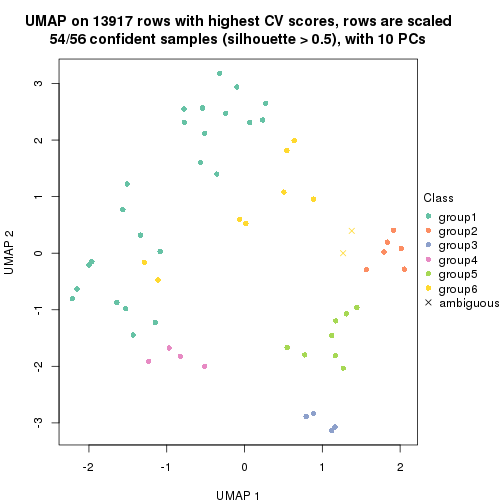 UMAP on 13917 rows with highest CV scores, rows are scaled
54/56 confident samples (silhouette > 0.5), with 10 PCs
3
2
1
0
-1
-2
-3
UMAP 2
-2
-1
0
1
2
UMAP 1
Class
group1
group2
group3
group4
group5
group6
ambiguous